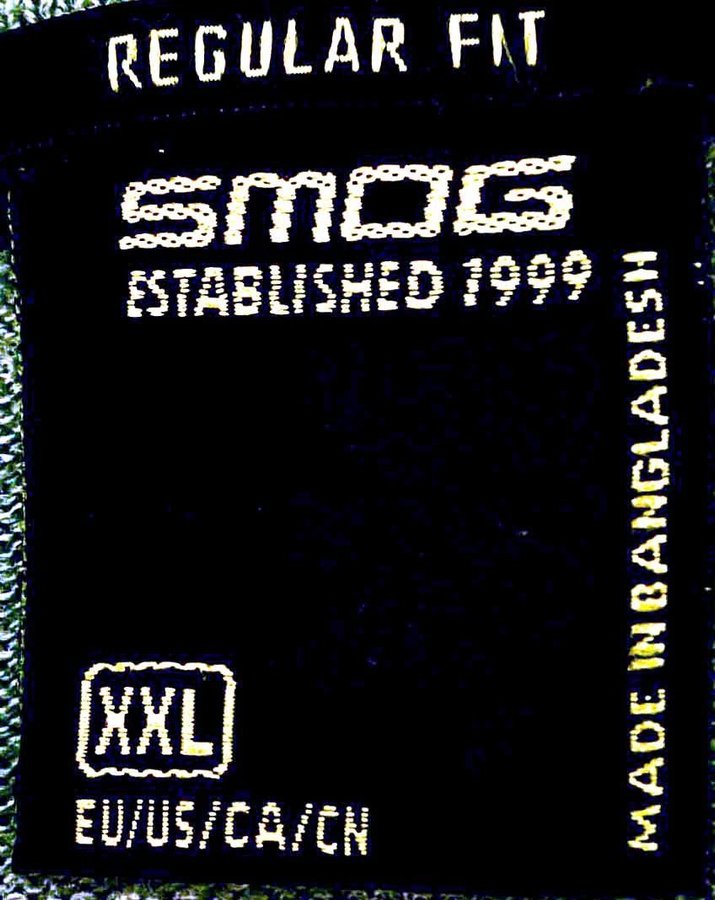 REGULAR FIT
SMOG
ESTABLISHED 1999
MADE IN BANGLADESH
XXL
EU/US/CA/CN